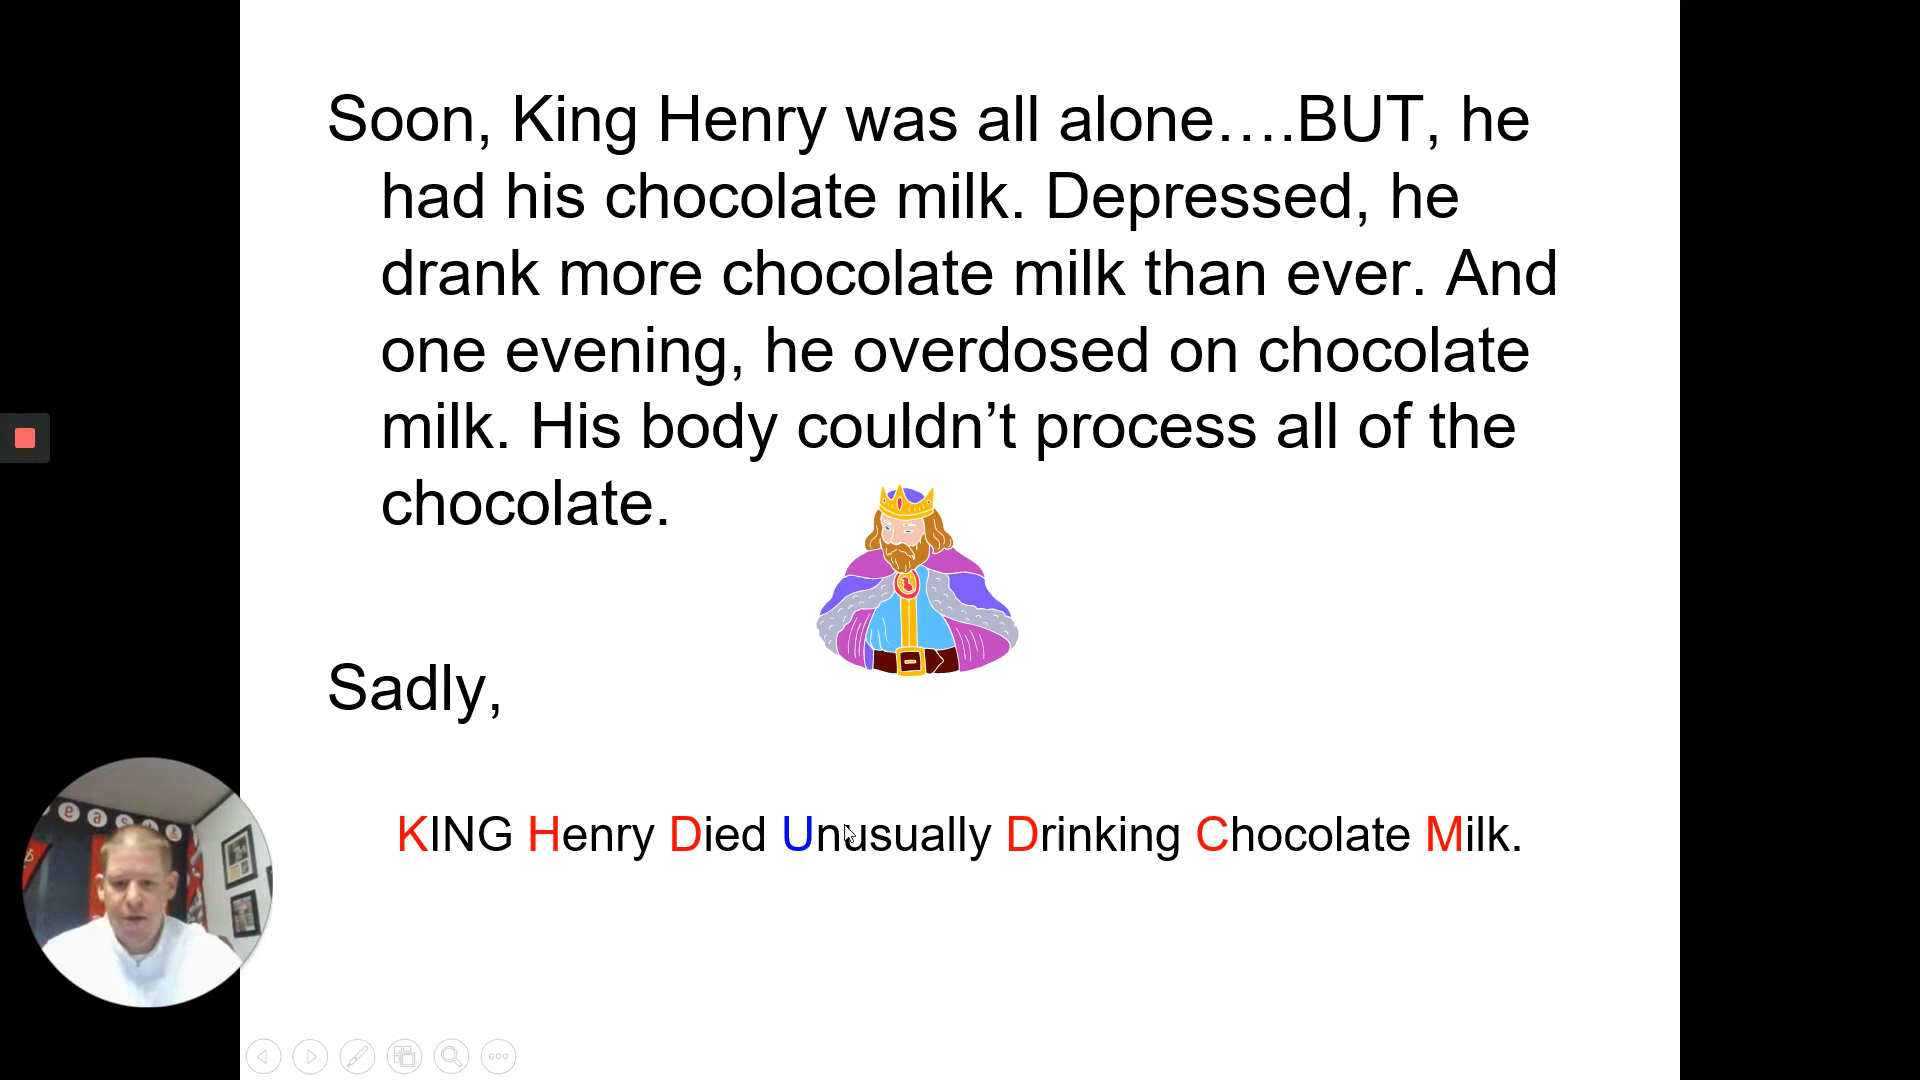 Soon, King Henry was all alone….BUT, he
had his chocolate milk. Depressed, he
drank more chocolate milk than ever. And
one evening, he overdosed on chocolate
milk. His body couldn’t process all of the
chocolate.
Sadly,
KING Henry Died Unusually Drinking Chocolate Milk.